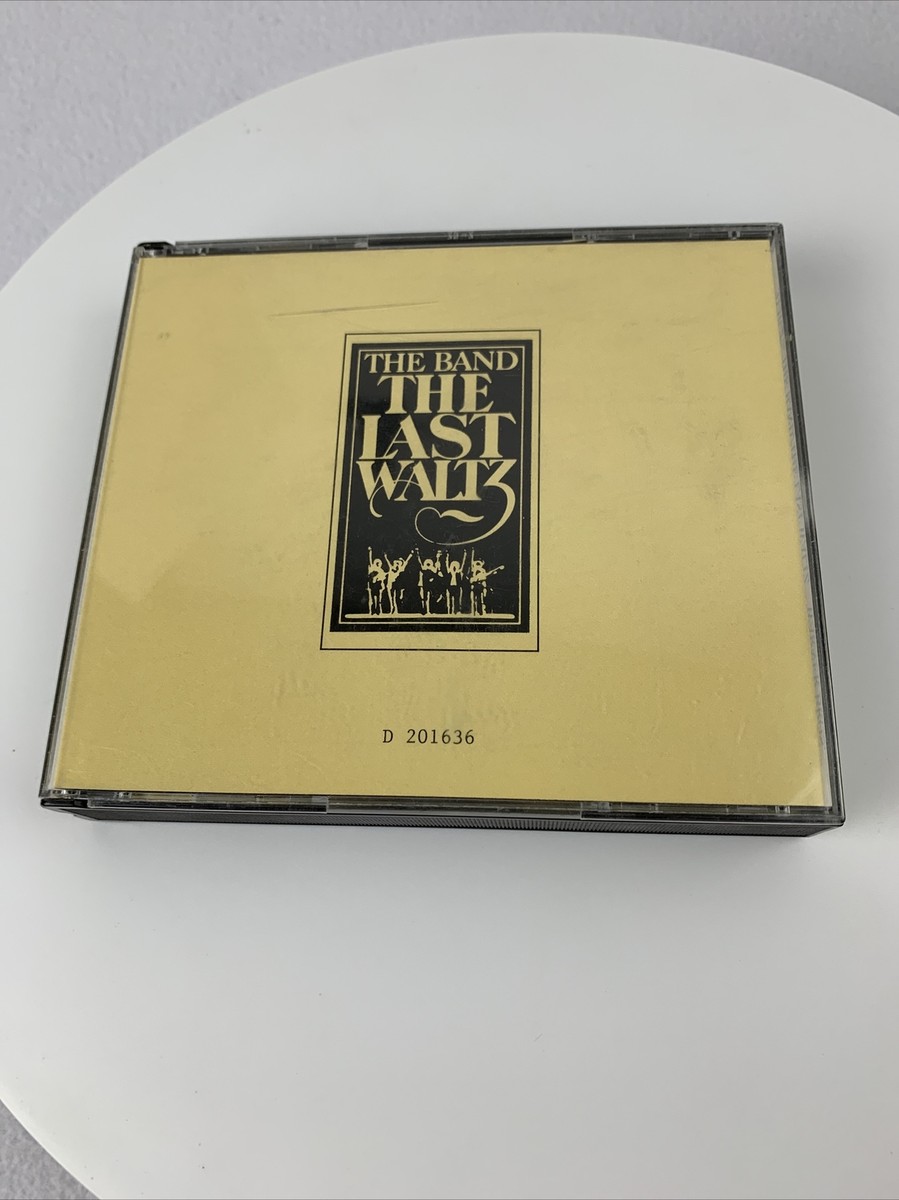 THE BAND
THE
LAST
WALTZ
D 201636